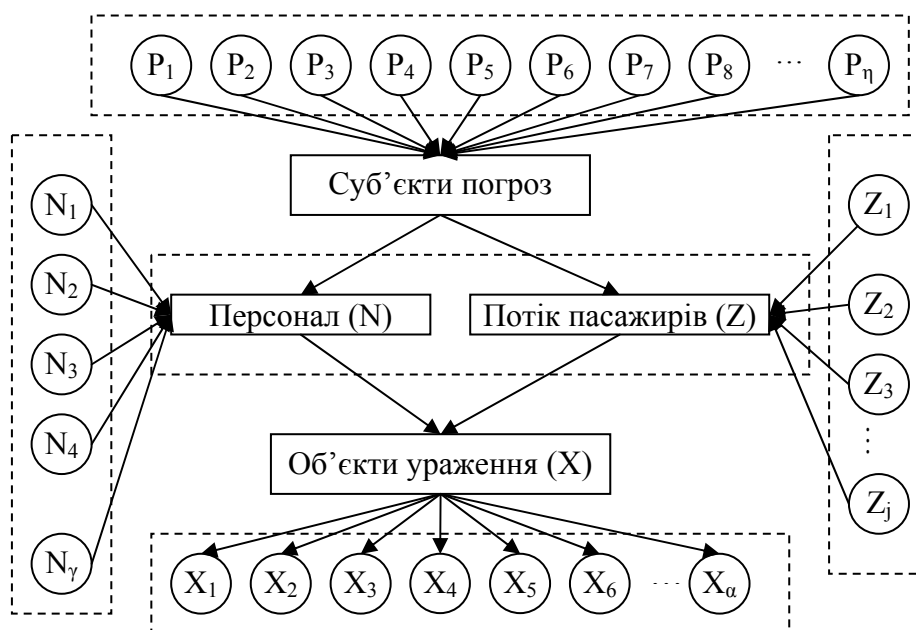 P₁ P₂ P₃ P₄ P₅ P₆ P₇ P₈ ... Pη
Суб’єкти погроз
N₁
N₂
N₃
N₄
Nγ
Персонал (N)
Потік пасажирів (Z)
Z₁
Z₂
Z₃
⋮
Zⱼ
Об’єкти ураження (X)
X₁ X₂ X₃ X₄ X₅ X₆ ... Xα